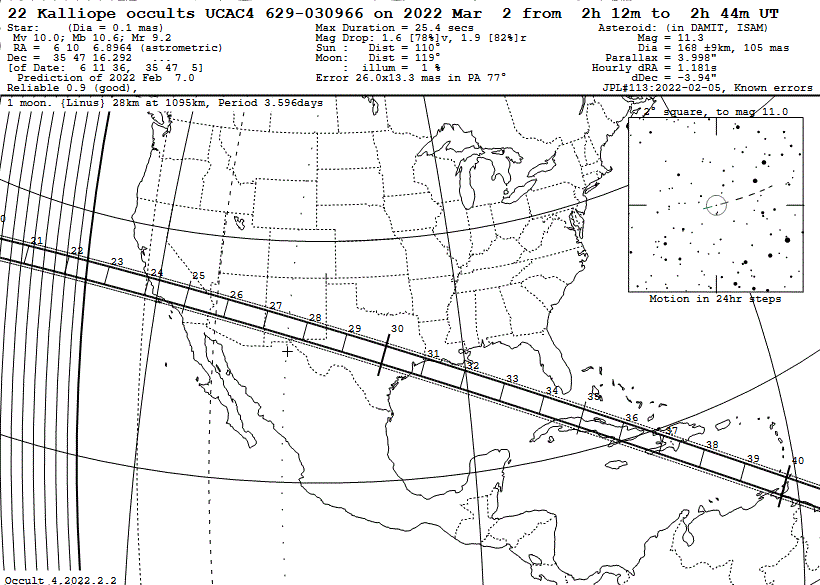 22 Kalliope occults UCAC4 629-030966 on 2022 Mar 2 from 2h 12m to 2h 44m UT
Star: (Dia = 0.1 mas)
Mv 10.0; Mb 10.6; Mr 9.2
RA = 6 10 6.8964 (astrometric)
Dec = 35 47 16.292 ...
[of Date: 6 11 36, 35 47 5]
Prediction of 2022 Feb 7.0
Reliable 0.9 (good),
Max Duration = 25.4 secs
Mag Drop: 1.6 [78%]v, 1.9 [82%]r
Sun : Dist = 110°
Moon: Dist = 119°
: illum = 1 %
Error 26.0x13.3 mas in PA 77°
Asteroid: (in DAMIT, ISAM)
Mag = 11.3
Dia = 168 ±9km, 105 mas
Parallax = 3.998"
Hourly dRA = 1.181s
dDec = -3.94"
JPL#113:2022-02-05, Known errors
1 moon. {Linus} 28km at 1095km, Period 3.596days
2° square, to mag 11.0
Motion in 24hr steps
0
21
22
23
24
25
26
27
28
29
30
31
32
33
34
35
36
37
38
39
40
Occult 4.2022.2.2